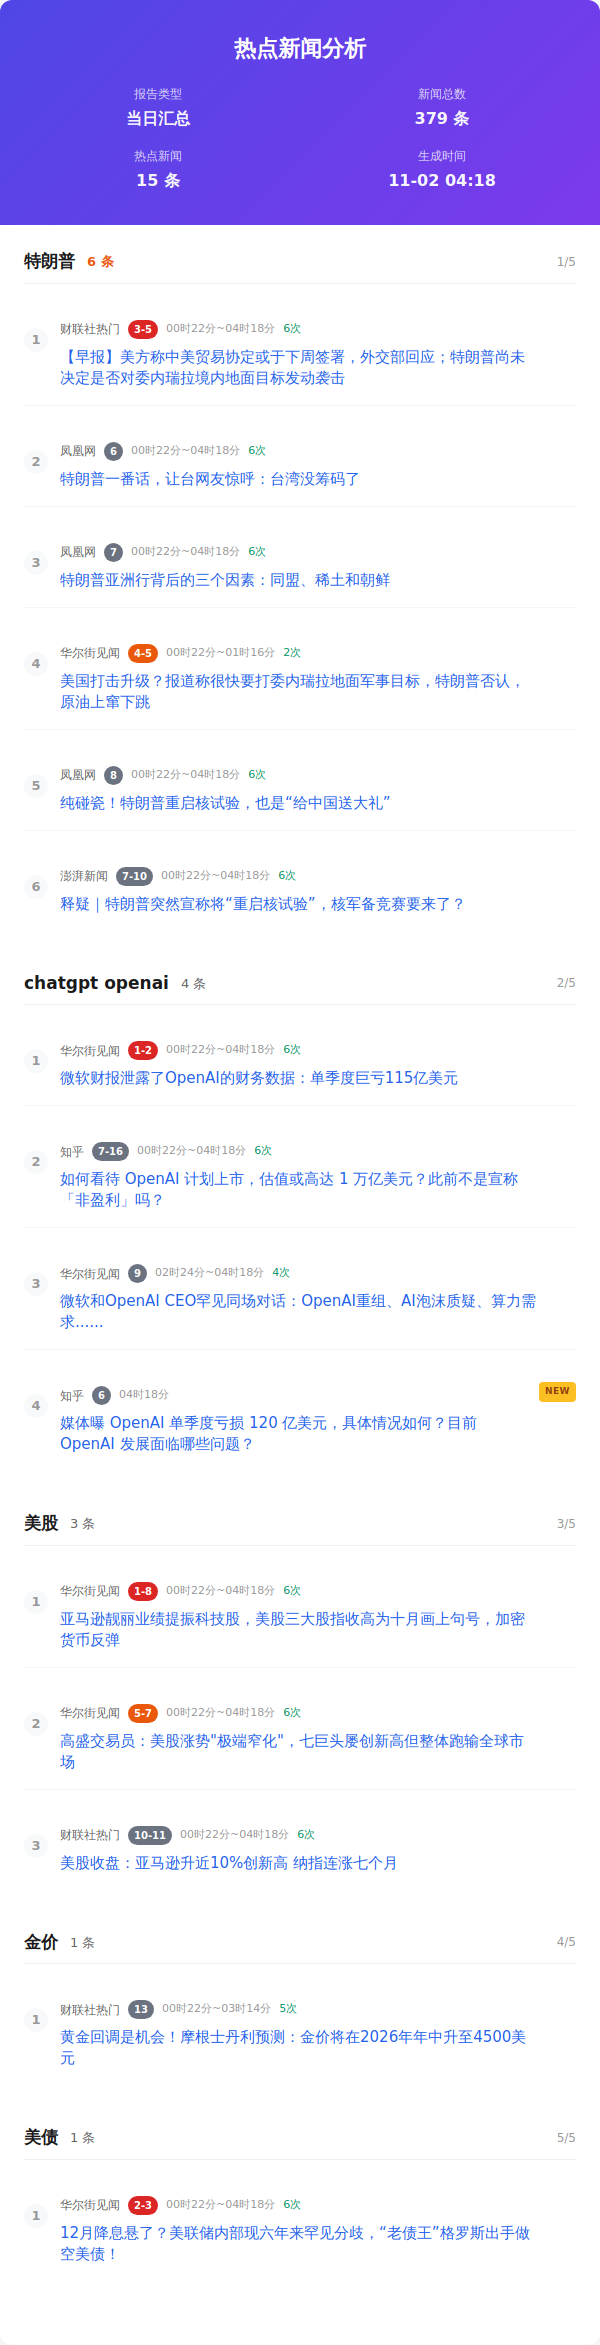 热点新闻分析
报告类型 新闻总数
当日汇总 379 条
热点新闻 生成时间
15 条 11-02 04:18
特朗普 6 条 1/5
1 财联社热门 3-5 00时22分~04时18分 6次
【早报】美方称中美贸易协定或于下周签署，外交部回应；特朗普尚未
决定是否对委内瑞拉境内地面目标发动袭击
2 凤凰网 6 00时22分~04时18分 6次
特朗普一番话，让台网友惊呼：台湾没筹码了
3 凤凰网 7 00时22分~04时18分 6次
特朗普亚洲行背后的三个因素：同盟、稀土和朝鲜
4 华尔街见闻 4-5 00时22分~01时16分 2次
美国打击升级？报道称很快要打委内瑞拉地面军事目标，特朗普否认，
原油上窜下跳
5 凤凰网 8 00时22分~04时18分 6次
纯碰瓷！特朗普重启核试验，也是“给中国送大礼”
6 澎湃新闻 7-10 00时22分~04时18分 6次
释疑｜特朗普突然宣称将“重启核试验”，核军备竞赛要来了？
chatgpt openai 4 条 2/5
1 华尔街见闻 1-2 00时22分~04时18分 6次
微软财报泄露了OpenAI的财务数据：单季度巨亏115亿美元
2 知乎 7-16 00时22分~04时18分 6次
如何看待 OpenAI 计划上市，估值或高达 1 万亿美元？此前不是宣称
「非盈利」吗？
3 华尔街见闻 9 02时24分~04时18分 4次
微软和OpenAI CEO罕见同场对话：OpenAI重组、AI泡沫质疑、算力需
求……
4 知乎 6 04时18分 NEW
媒体曝 OpenAI 单季度亏损 120 亿美元，具体情况如何？目前
OpenAI 发展面临哪些问题？
美股 3 条 3/5
1 华尔街见闻 1-8 00时22分~04时18分 6次
亚马逊靓丽业绩提振科技股，美股三大股指收高为十月画上句号，加密
货币反弹
2 华尔街见闻 5-7 00时22分~04时18分 6次
高盛交易员：美股涨势"极端窄化"，七巨头屡创新高但整体跑输全球市
场
3 财联社热门 10-11 00时22分~04时18分 6次
美股收盘：亚马逊升近10%创新高 纳指连涨七个月
金价 1 条 4/5
1 财联社热门 13 00时22分~03时14分 5次
黄金回调是机会！摩根士丹利预测：金价将在2026年年中升至4500美
元
美债 1 条 5/5
1 华尔街见闻 2-3 00时22分~04时18分 6次
12月降息悬了？美联储内部现六年来罕见分歧，“老债王”格罗斯出手做
空美债！